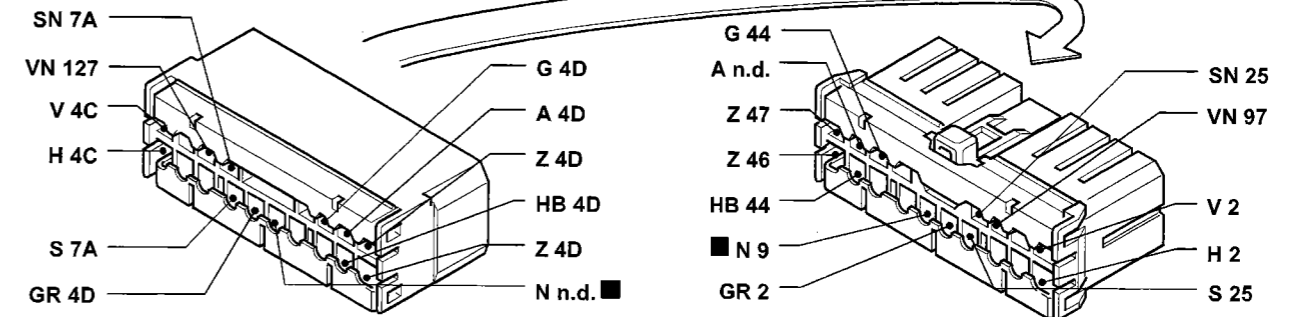 SN 7A
VN 127
V 4C
H 4C
S 7A
GR 4D
G 4D
A 4D
Z 4D
HB 4D
Z 4D
N n.d.
G 44
A n.d.
Z 47
Z 46
HB 44
N 9
GR 2
SN 25
VN 97
V 2
H 2
S 25